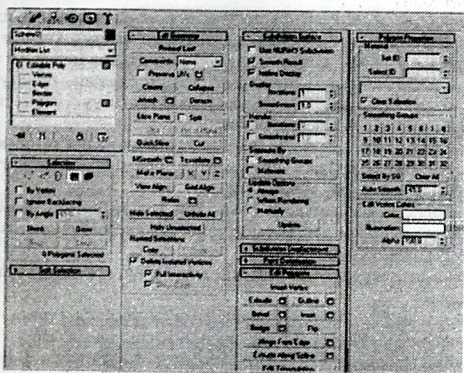 Sphere01
Modifier List
Editable Poly
Vertex
Edge
Border
Polygon
Element
Selection
By Vertex
Ignore Backfacing
By Angle
Shrink Grow
0 Polygons Selected
Soft Selection
Edit Geometry
Repeat Last
Constraints: None
Preserve UVs
Create Collapse
Attach Detach
Slice Plane Split
QuickSlice Cut
MSmooth Tessellate
Make Planar X Y Z
View Align Grid Align
Relax
Hide Selected Unhide All
Hide Unselected
Named Selections:
Copy
Delete Isolated Vertices
Full Interactivity
Subdivision Surface
Use NURMS Subdivision
Smooth Result
Isoline Display
Display
Iterations: 1
Smoothness: 1.0
Render
Iterations
Smoothness
Separate By
Smoothing Groups
Materials
Update Options
When Rendering
Manually
Update
Subdivision Displacement
Paint Deformation
Edit Polygons
Insert Vertex
Extrude Outline
Bevel Inset
Bridge Flip
Hinge From Edge
Extrude Along Spline
Edit Triangulation
Polygon Properties
Material
Set ID:
Select ID
Clear Selection
Smoothing Groups
1 2 3 4 5 6 7 8
9 10 11 12 13 14 15 16
17 18 19 20 21 22 23 24
25 26 27 28 29 30 31 32
Select By SG Clear All
Auto Smooth 45.0
Edit Vertex Colors
Color:
Illumination:
Alpha: 100.0